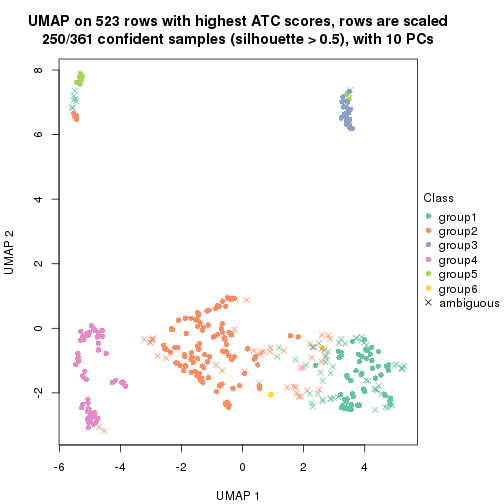 UMAP on 523 rows with highest ATC scores, rows are scaled
250/361 confident samples (silhouette > 0.5), with 10 PCs
8
6
4
2
0
-2
-6
-4
-2
0
2
4
UMAP 2
UMAP 1
Class
group1
group2
group3
group4
group5
group6
ambiguous